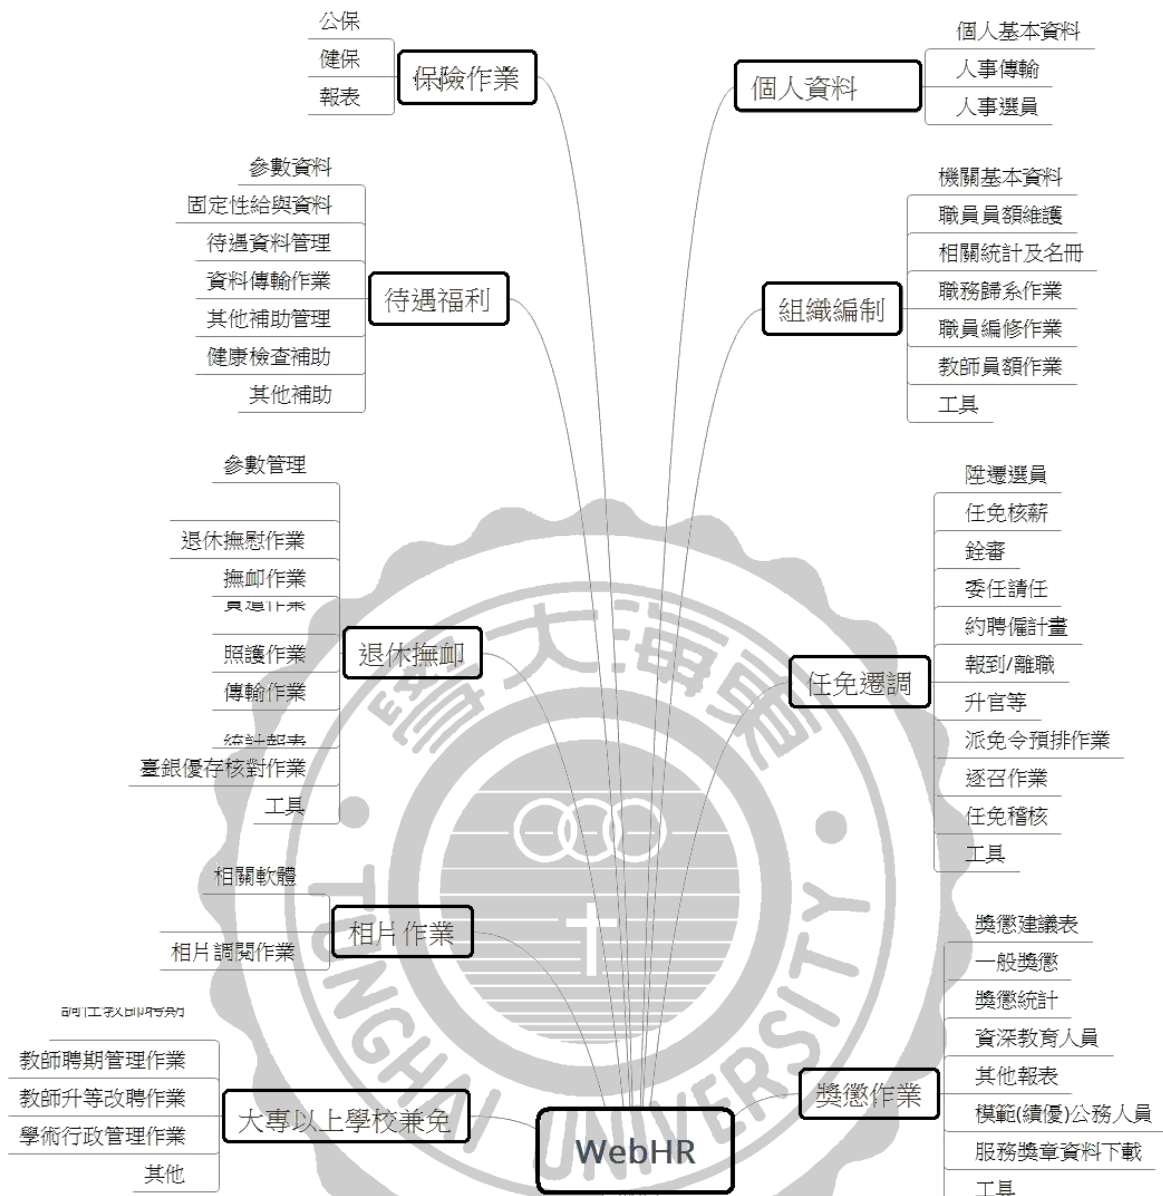 公保
健保
報表
保險作業
參數資料
固定性給與資料
待遇資料管理
資料傳輸作業
其他補助管理
健康檢查補助
其他補助
待遇福利
參數管理
退休撫慰作業
撫卹作業
照護作業
傳輸作業
統計報表
臺銀優存核對作業
工具
退休撫卹
相關軟體
相片調閱作業
相片作業
教師聘期管理作業
教師升等改聘作業
學術行政管理作業
其他
大專以上學校兼免
個人資料
個人基本資料
人事傳輸
人事選員
組織編制
機關基本資料
職員員額維護
相關統計及名冊
職務歸系作業
職員編修作業
教師員額作業
工具
任免遷調
陞遷選員
任免核薪
銓審
委任請任
約聘僱計畫
報到/離職
升官等
派免令預排作業
逐召作業
任免稽核
工具
獎懲作業
獎懲建議表
一般獎懲
獎懲統計
資深教育人員
其他報表
模範(績優)公務人員
服務獎章資料下載
工具
WebHR
學大海東
TUNGHAI UNIVERSITY